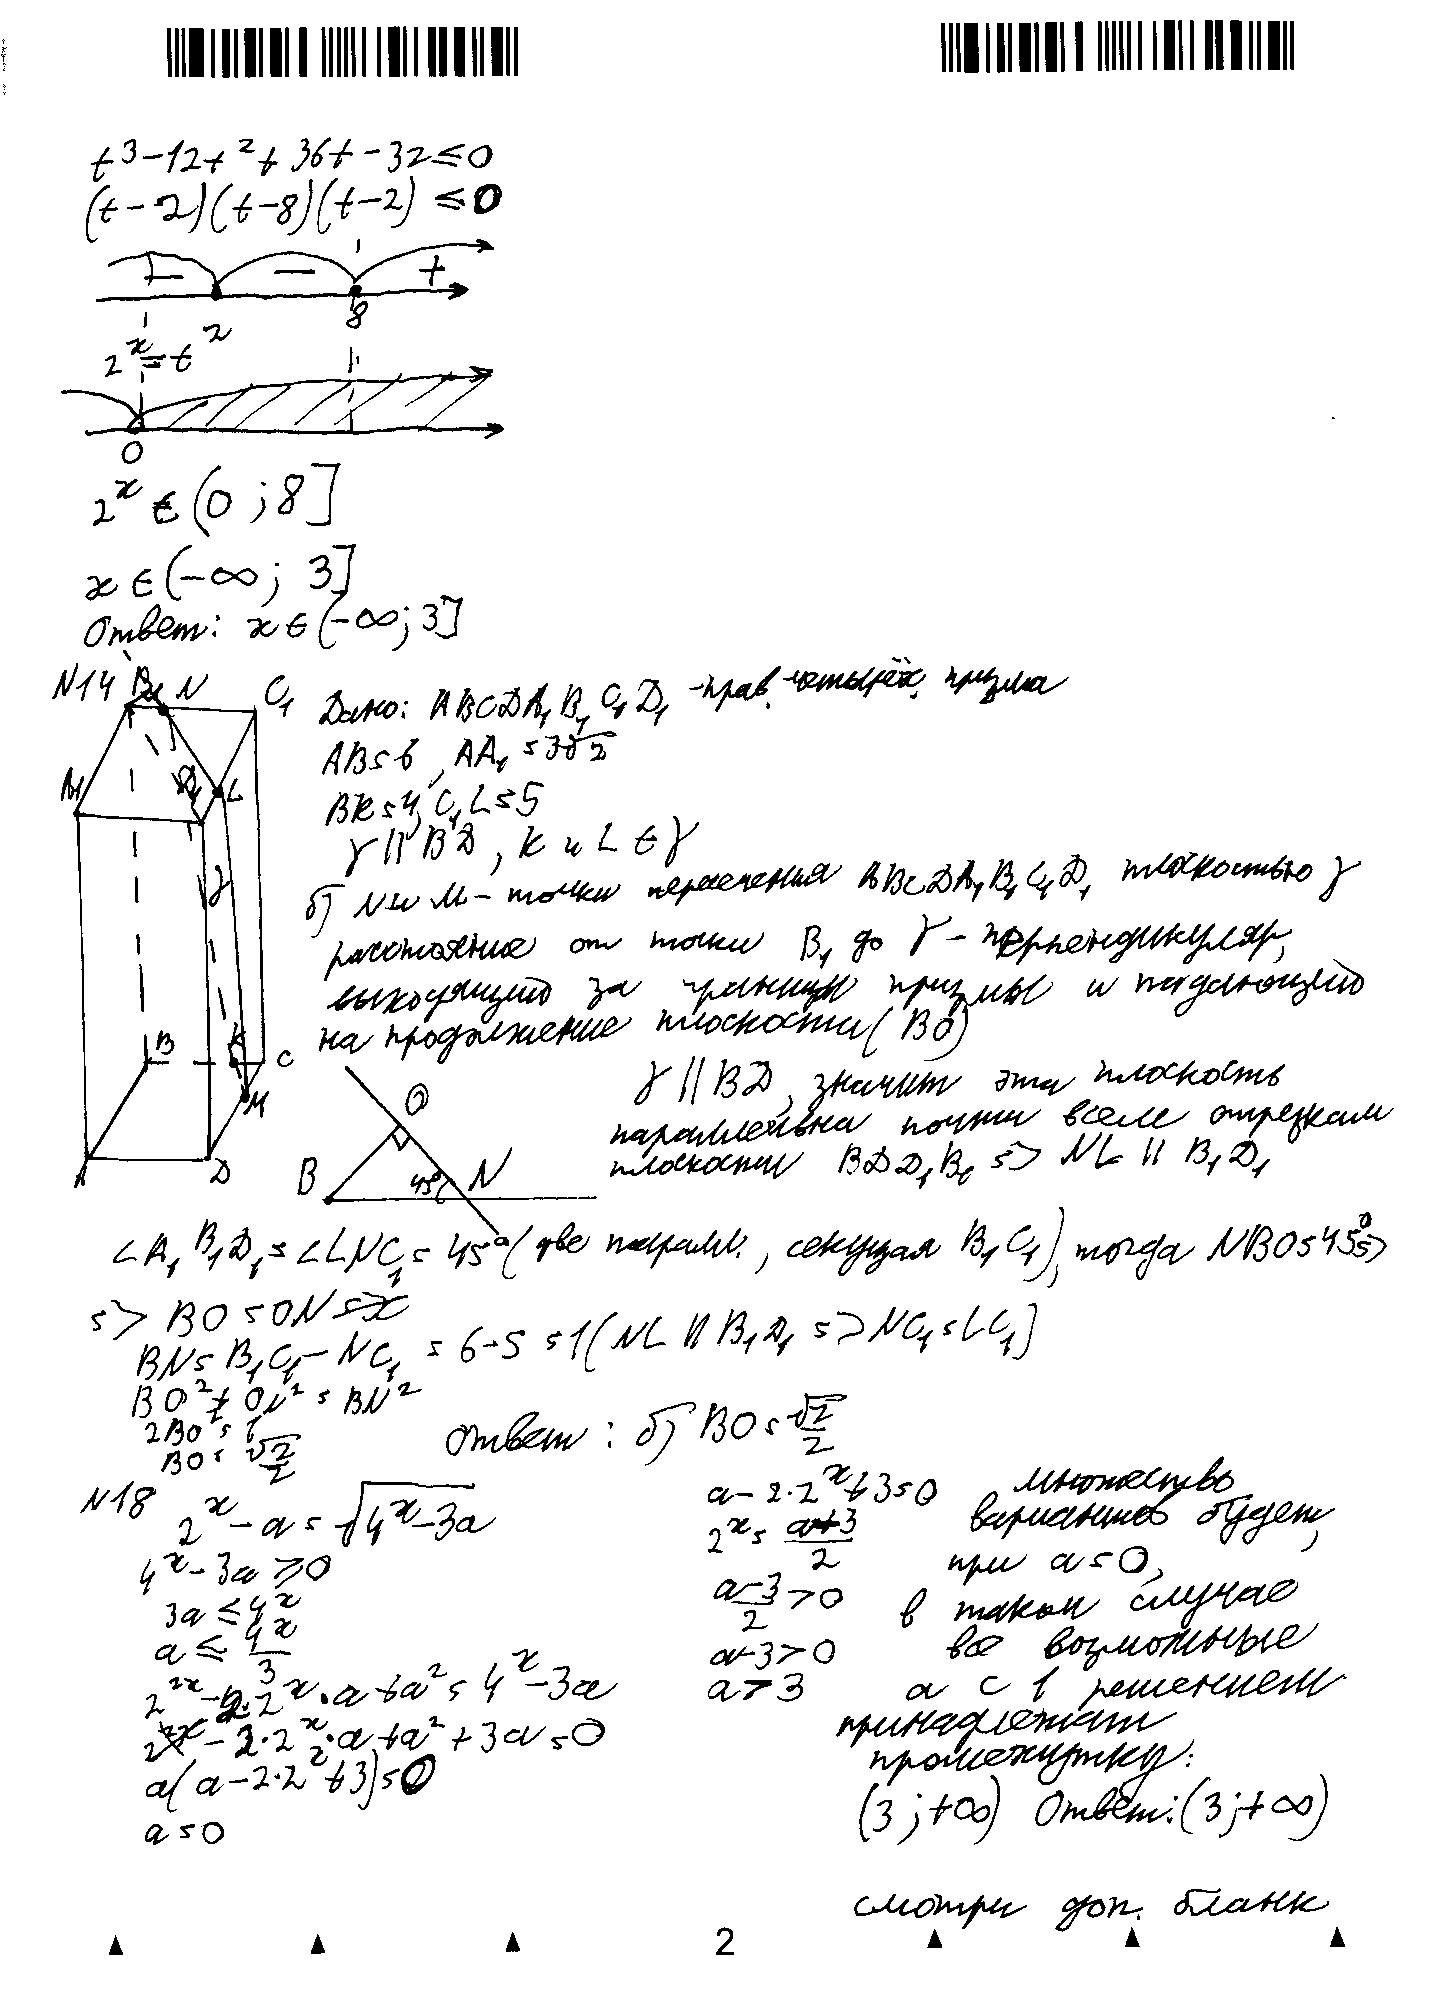 t³-12t²+36t-32≤0
(t-2)(t-8)(t-2)≤0
- - +
8
2ˣ=t
2
0
2ˣ∈(0;8]
x∈(-∞; 3]
Ответ: x∈(-∞;3]
N14
B₁ N C₁
A₁ D₁ L
γ
B K C
M
A D
Дано: ABCDA₁B₁C₁D₁ -прав. четырёх. призма
AB=6, AA₁=3√2
BK=4, C₁L=5
γ||BD, K и L∈γ
б) N и M - точки пересечения ABCDA₁B₁C₁D₁ плоскостью γ
расстояние от точки B₁ до γ - перпендикуляр,
выходящий за границы призмы и падающий
на продолжение плоскости (BO)
O
B 45° N
γ||BD, значит эта плоскость
параллельна почти всем отрезкам
плоскости BDD₁B₁ => NL || B₁D₁
∠A₁B₁D₁=∠LNC₁=45° (две паралл., секущая B₁C₁), тогда NBO=45° =>
=> BO=ON=x
BN=B₁C₁-NC₁=6-5=1 (NL || B₁D₁ => NC₁=LC₁)
BO²+ON²=BN²
2BO²=1
BO=√2/2
Ответ: б) BO=√2/2
N18
2ˣ-a=√(4ˣ-3a)
4ˣ-3a≥0
3a≤4ˣ
a≤4ˣ/3
2²ˣ-2·2ˣ·a+a²=4ˣ-3a
-2·2ˣ·a+a²+3a=0
a(a-2·2ˣ+3)=0
a=0
a-2·2ˣ+3=0
2ˣ=(a+3)/2
(a-3)/2>0
a-3>0
a>3
множество
вариантов будет,
при a=0,
в таком случае
все возможные
a с 1 решением
принадлежат
промежутку:
(3;+∞) Ответ: (3;+∞)
смотри доп. бланк
2